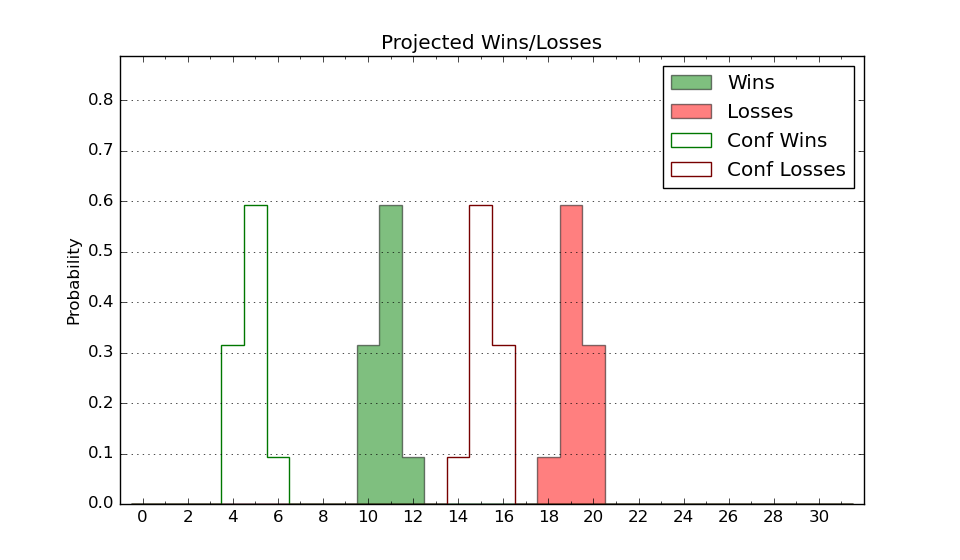 Projected Wins/Losses
Wins
Losses
Conf Wins
Conf Losses
Probability
0.8
0.7
0.6
0.5
0.4
0.3
0.2
0.1
0.0
0 2 4 6 8 10 12 14 16 18 20 22 24 26 28 30